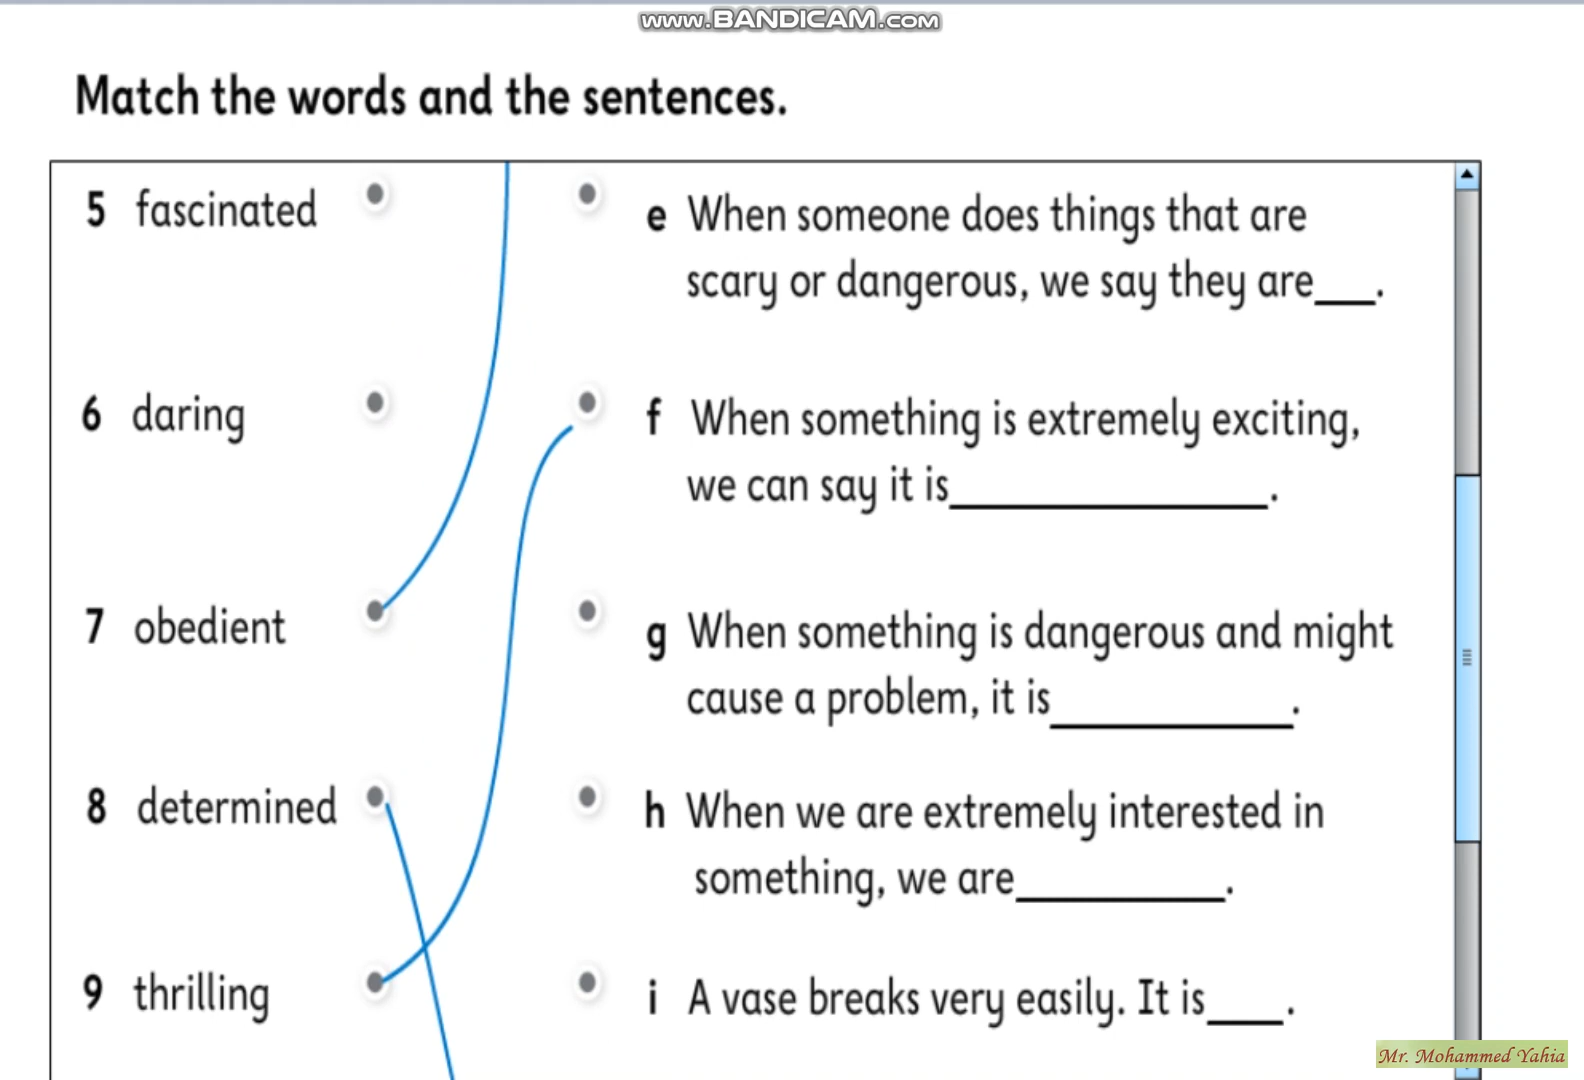 www.BANDICAM.com
Match the words and the sentences.
5 fascinated
e When someone does things that are
scary or dangerous, we say they are___.
6 daring
f When something is extremely exciting,
we can say it is________________.
7 obedient
g When something is dangerous and might
cause a problem, it is____________.
8 determined
h When we are extremely interested in
something, we are__________.
9 thrilling
i A vase breaks very easily. It is____.
Mr. Mohammed Yahia